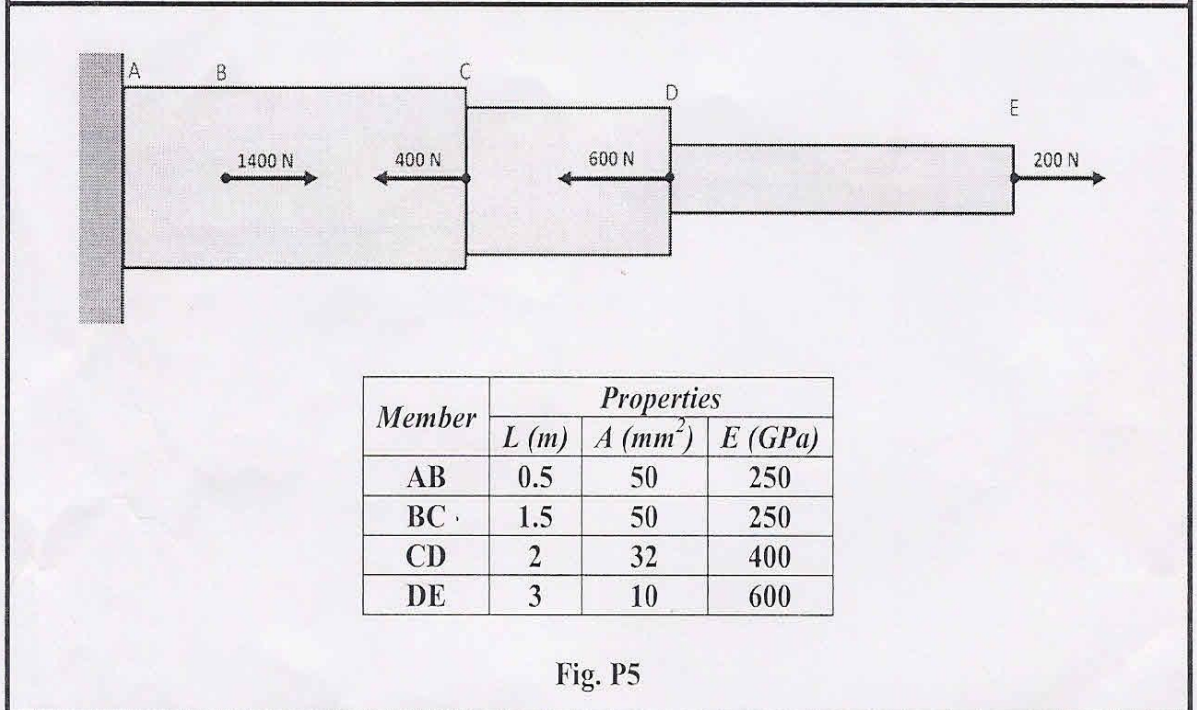 A B C D E
1400 N 400 N 600 N 200 N
Member Properties
L (m) A (mm²) E (GPa)
AB 0.5 50 250
BC 1.5 50 250
CD 2 32 400
DE 3 10 600
Fig. P5